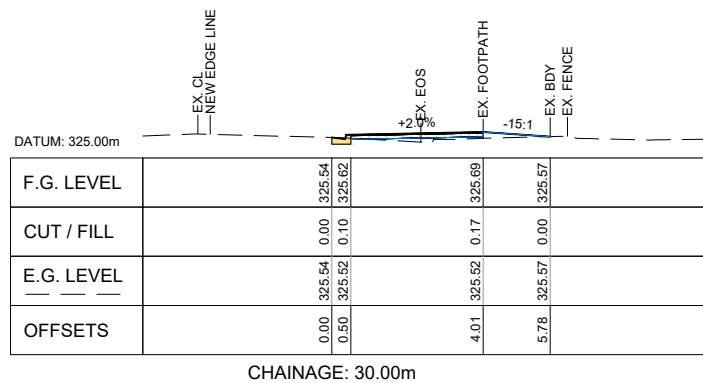 EX. CL
NEW EDGE LINE
EX. EOS
EX. FOOTPATH
EX. BDY
EX. FENCE
+2.0%
-15:1
DATUM: 325.00m
F.G. LEVEL 325.54 325.62 325.69 325.57
CUT / FILL 0.00 0.10 0.17 0.00
E.G. LEVEL 325.54 325.52 325.52 325.57
OFFSETS 0.00 0.50 4.01 5.78
CHAINAGE: 30.00m